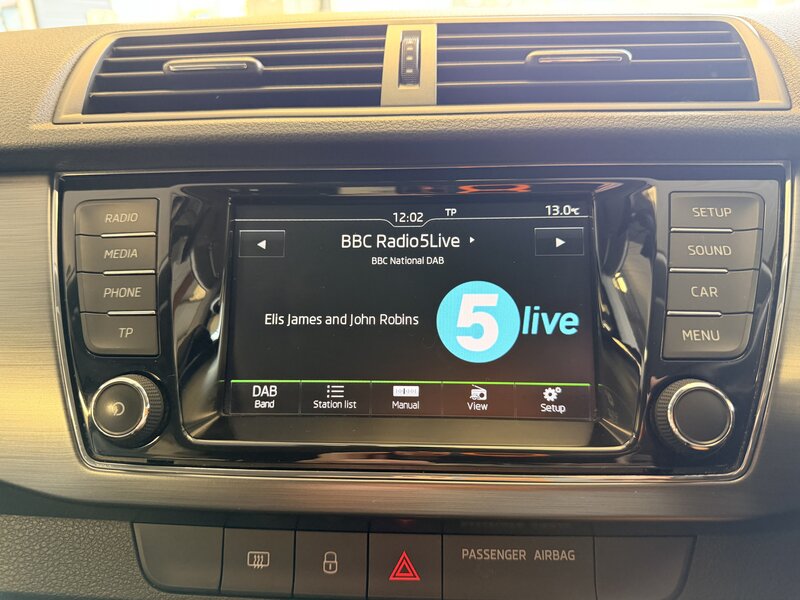 RADIO
MEDIA
PHONE
TP
12:02
TP
13.0°C
BBC Radio5Live
BBC National DAB
Elis James and John Robins
5 live
DAB
Band
Station list
Manual
View
Setup
SETUP
SOUND
CAR
MENU
PASSENGER AIRBAG